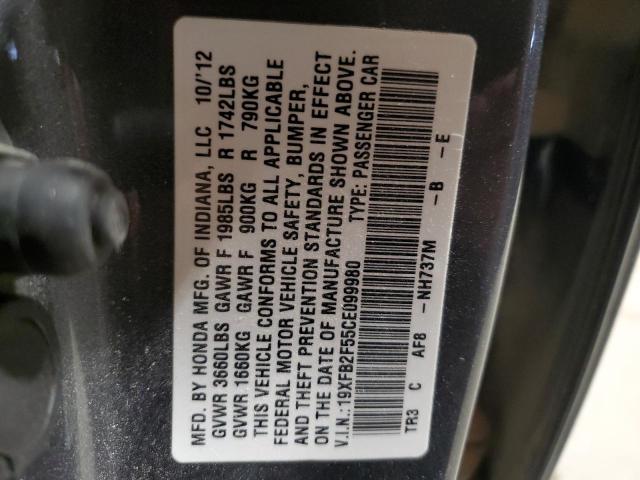 MFD. BY HONDA MFG. OF INDIANA, LLC 10/'12
GVWR 3660LBS GAWR F 1985LBS R 1742LBS
GVWR 1660KG GAWR F 900KG R 790KG
THIS VEHICLE CONFORMS TO ALL APPLICABLE
FEDERAL MOTOR VEHICLE SAFETY, BUMPER,
AND THEFT PREVENTION STANDARDS IN EFFECT
ON THE DATE OF MANUFACTURE SHOWN ABOVE.
V.I.N.:19XFB2F55CE099980 TYPE: PASSENGER CAR
TR3 C AF8 -NH737M -B -E